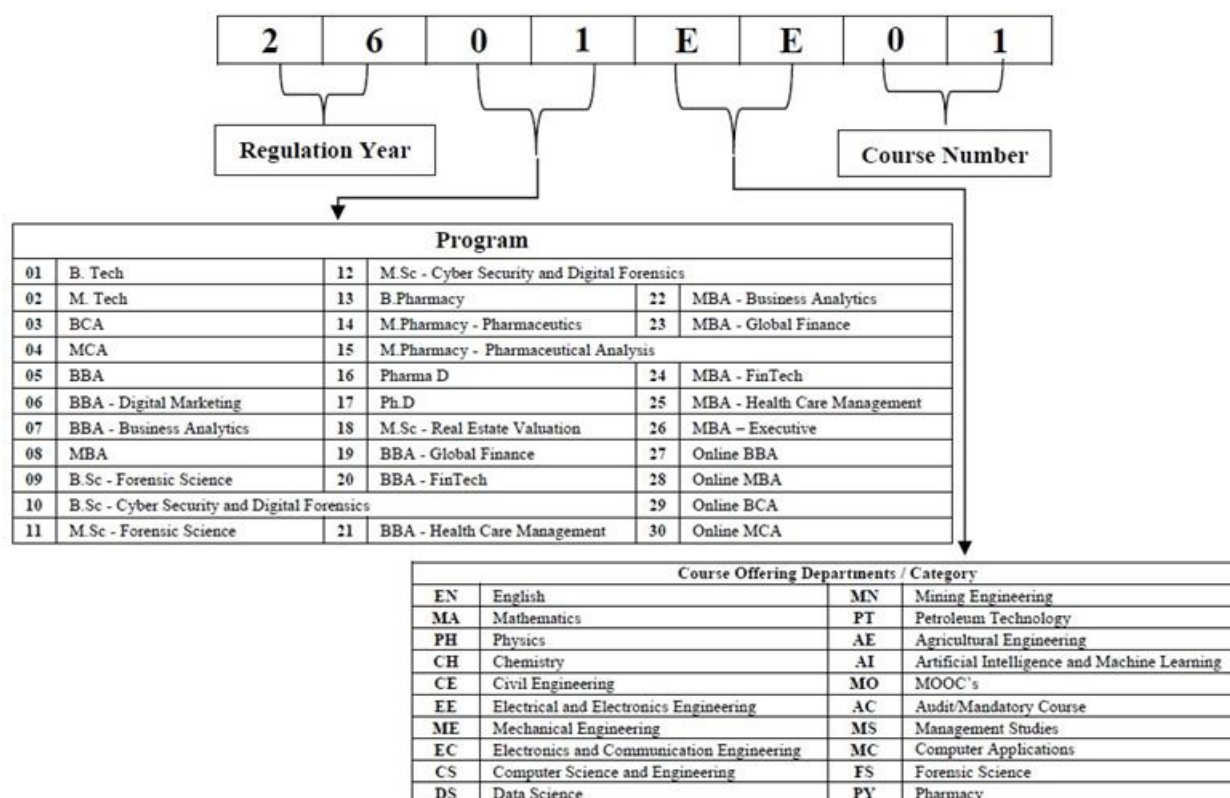 2 6 0 1 E E 0 1
Regulation Year
Course Number
Program
01 B. Tech 12 M.Sc - Cyber Security and Digital Forensics
02 M. Tech 13 B.Pharmacy 22 MBA - Business Analytics
03 BCA 14 M.Pharmacy - Pharmaceutics 23 MBA - Global Finance
04 MCA 15 M.Pharmacy - Pharmaceutical Analysis
05 BBA 16 Pharma D 24 MBA - FinTech
06 BBA - Digital Marketing 17 Ph.D 25 MBA - Health Care Management
07 BBA - Business Analytics 18 M.Sc - Real Estate Valuation 26 MBA – Executive
08 MBA 19 BBA - Global Finance 27 Online BBA
09 B.Sc - Forensic Science 20 BBA - FinTech 28 Online MBA
10 B.Sc - Cyber Security and Digital Forensics 29 Online BCA
11 M.Sc - Forensic Science 21 BBA - Health Care Management 30 Online MCA
Course Offering Departments / Category
EN English MN Mining Engineering
MA Mathematics PT Petroleum Technology
PH Physics AE Agricultural Engineering
CH Chemistry AI Artificial Intelligence and Machine Learning
CE Civil Engineering MO MOOC's
EE Electrical and Electronics Engineering AC Audit/Mandatory Course
ME Mechanical Engineering MS Management Studies
EC Electronics and Communication Engineering MC Computer Applications
CS Computer Science and Engineering FS Forensic Science
DS Data Science PY Pharmacy